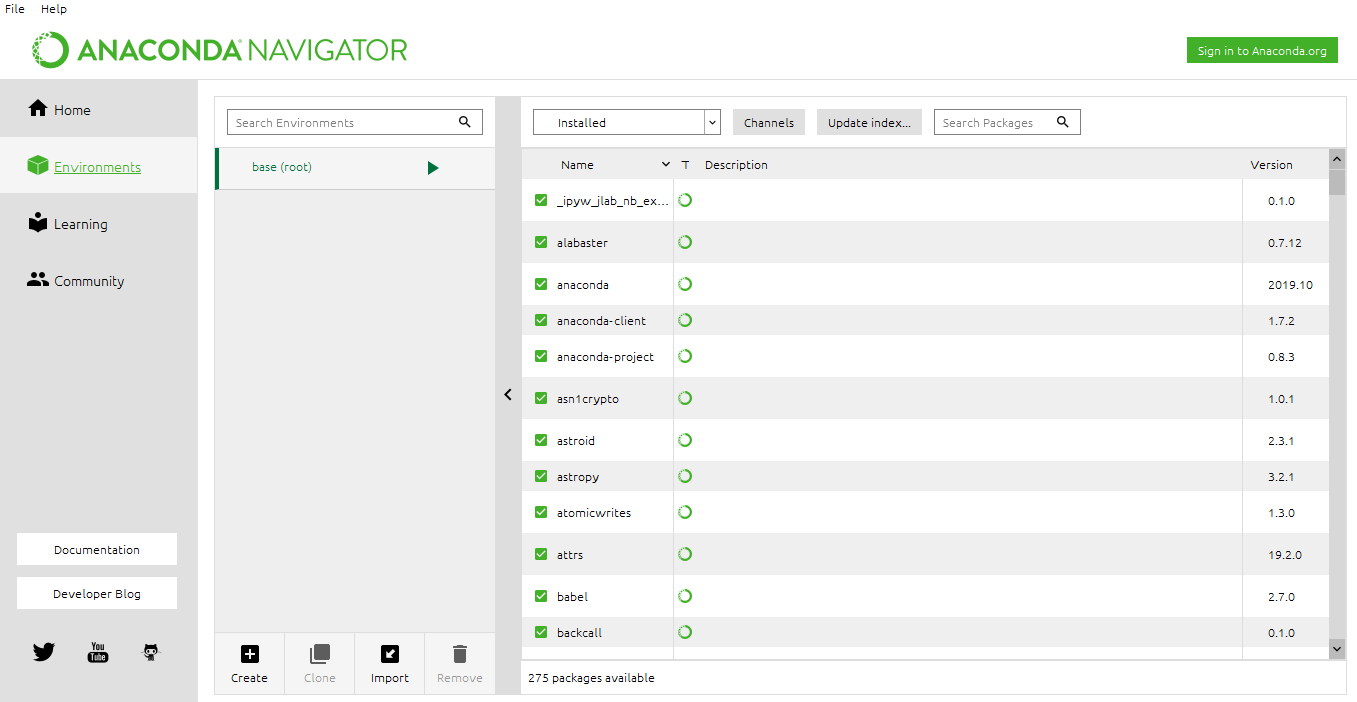 File Help
ANACONDA NAVIGATOR
Sign in to Anaconda.org
Home
Environments
Learning
Community
Documentation
Developer Blog
You
Tube
Search Environments
base (root)
Create Clone Import Remove
Installed Channels Update index... Search Packages
Name T Description Version
_ipyw_jlab_nb_ex... 0.1.0
alabaster 0.7.12
anaconda 2019.10
anaconda-client 1.7.2
anaconda-project 0.8.3
asn1crypto 1.0.1
astroid 2.3.1
astropy 3.2.1
atomicwrites 1.3.0
attrs 19.2.0
babel 2.7.0
backcall 0.1.0
275 packages available